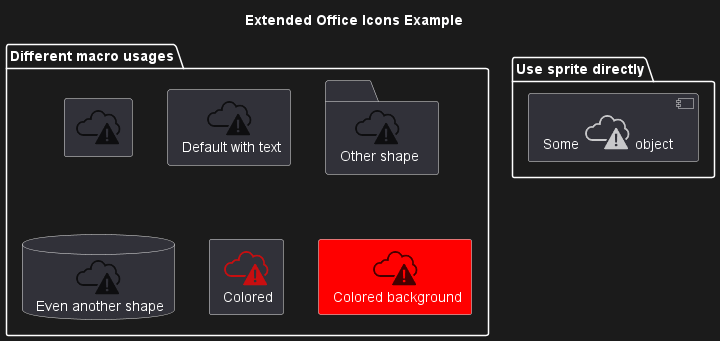 Extended Office Icons Example
Different macro usages
Use sprite directly
Some object
Default with text
Other shape
Even another shape
Colored
Colored background